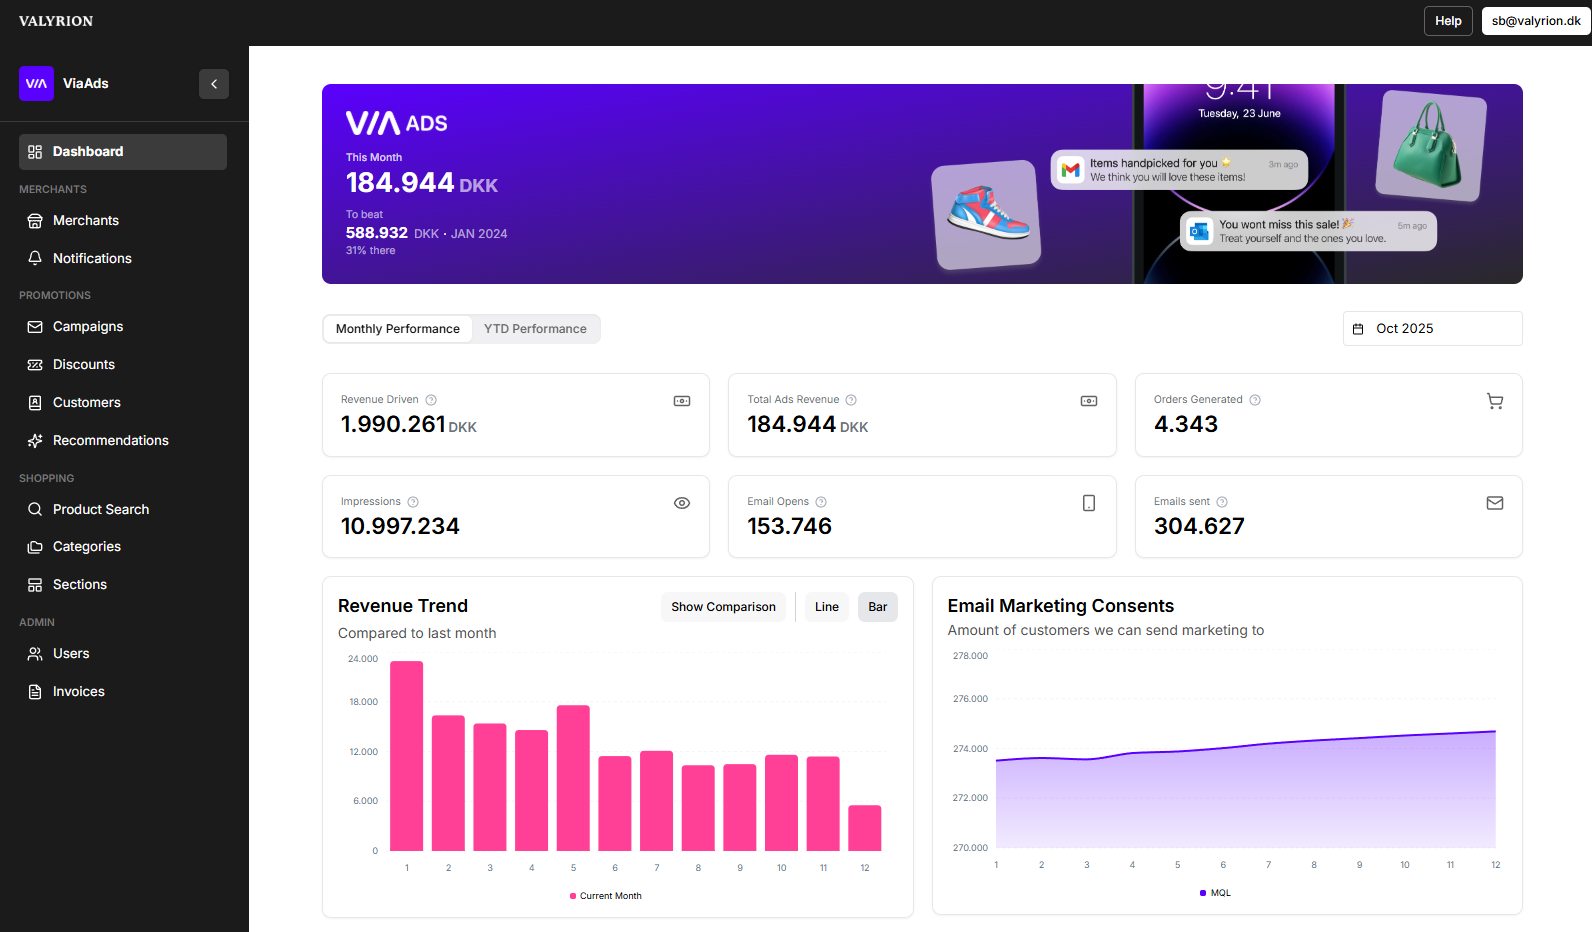 VALYRION
Help
sb@valyrion.dk
VIA
ViaAds
Dashboard
MERCHANTS
Merchants
Notifications
PROMOTIONS
Campaigns
Discounts
Customers
Recommendations
SHOPPING
Product Search
Categories
Sections
ADMIN
Users
Invoices
VIA ADS
This Month
184.944 DKK
To beat
588.932 DKK • JAN 2024
31% there
9:41
Tuesday, 23 June
Items handpicked for you 🌟
3m ago
We think you will love these items!
You wont miss this sale! 🎉
5m ago
Treat yourself and the ones you love.
Monthly Performance
YTD Performance
Oct 2025
Revenue Driven
1.990.261 DKK
Total Ads Revenue
184.944 DKK
Orders Generated
4.343
Impressions
10.997.234
Email Opens
153.746
Emails sent
304.627
Revenue Trend
Show Comparison
Line
Bar
Compared to last month
24.000
18.000
12.000
6.000
0
1 2 3 4 5 6 7 8 9 10 11 12
Current Month
Email Marketing Consents
Amount of customers we can send marketing to
278.000
276.000
274.000
272.000
270.000
1 2 3 4 5 6 7 8 9 10 11 12
MQL